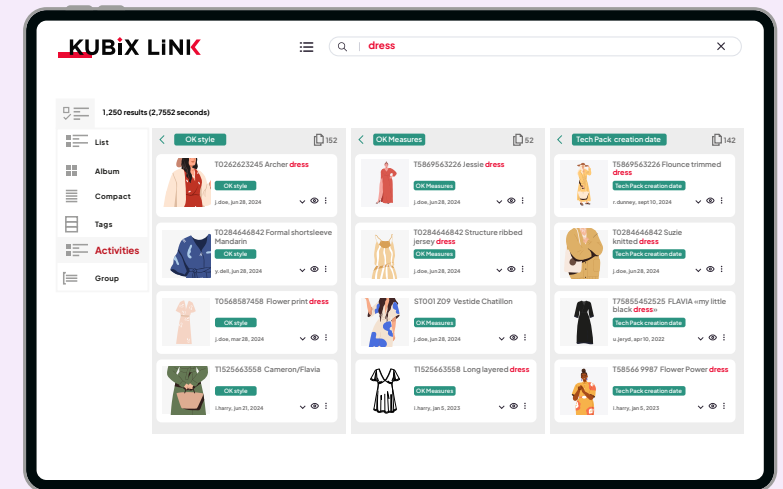 KUBiX LiNK
dress
1,250 results (2,7552 seconds)
List
Album
Compact
Tags
Activities
Group
OK style
152
T0262623245 Archer dress
OK style
j.doe, jun 28, 2024
T0284646842 Formal shortsleeve
Mandarin
OK style
y.dell, jun 28, 2024
T0568587458 Flower print dress
OK style
j.doe, mar 28, 2024
T1525663558 Cameron/Flavia
OK style
i.harry, jun 21, 2024
OK Measures
52
T5869563226 Jessie dress
OK Measures
j.doe, jun 28, 2024
T0284646842 Structure ribbed
jersey dress
OK Measures
j.doe, jun 28, 2024
ST001 Z09 Vestide Chatillon
OK Measures
j.doe, jun 28, 2024
T1525663558 Long layered dress
OK Measures
i.harry, jan 5, 2023
Tech Pack creation date
142
T5869563226 Flounce trimmed
dress
Tech Pack creation date
r.dunney, sept 10, 2024
T0284646842 Suzie
knitted dress
Tech Pack creation date
j.doe, jun 28, 2024
T75855452525 FLAVIA «my little
black dress»
Tech Pack creation date
u.jeryd, apr 10, 2022
T58566 9987 Flower Power dress
Tech Pack creation date
i.harry, jan 5, 2023